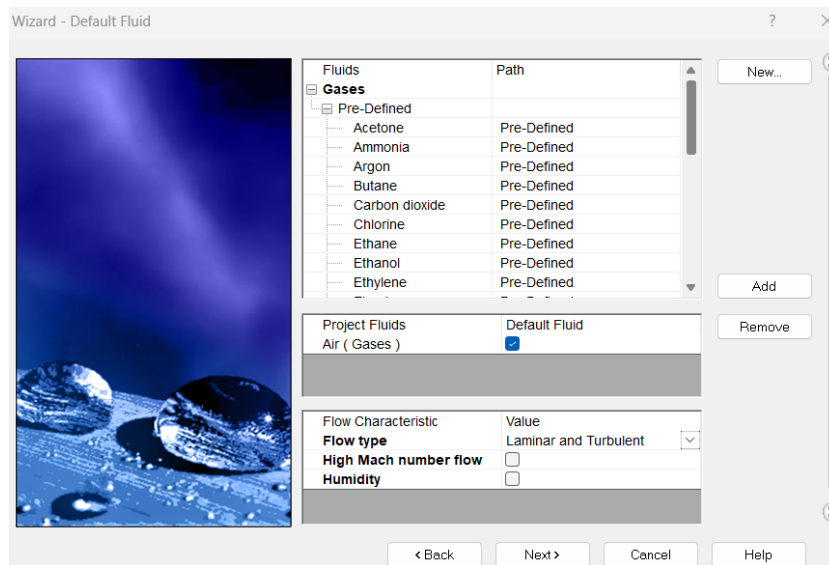 Wizard - Default Fluid ?
Fluids Path
Gases
Pre-Defined
Acetone Pre-Defined
Ammonia Pre-Defined
Argon Pre-Defined
Butane Pre-Defined
Carbon dioxide Pre-Defined
Chlorine Pre-Defined
Ethane Pre-Defined
Ethanol Pre-Defined
Ethylene Pre-Defined
New...
Add
Project Fluids Default Fluid
Air ( Gases )
Remove
Flow Characteristic Value
Flow type Laminar and Turbulent
High Mach number flow
Humidity
< Back Next > Cancel Help